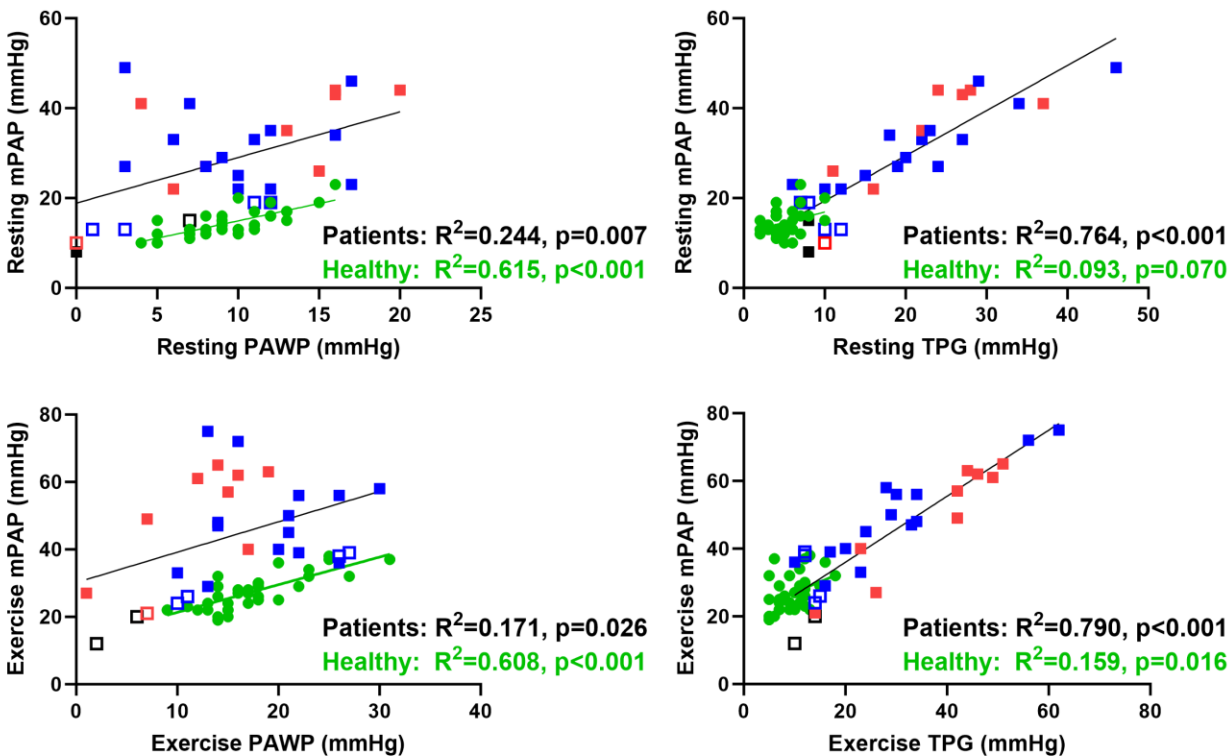 Resting mPAP (mmHg)
60
40
20
0
Patients: R²=0.244, p=0.007
Healthy: R²=0.615, p<0.001
0 5 10 15 20 25
Resting PAWP (mmHg)
Resting mPAP (mmHg)
60
40
20
0
Patients: R²=0.764, p<0.001
Healthy: R²=0.093, p=0.070
0 10 20 30 40 50
Resting TPG (mmHg)
Exercise mPAP (mmHg)
80
60
40
20
0
Patients: R²=0.171, p=0.026
Healthy: R²=0.608, p<0.001
0 10 20 30 40
Exercise PAWP (mmHg)
Exercise mPAP (mmHg)
80
60
40
20
0
Patients: R²=0.790, p<0.001
Healthy: R²=0.159, p=0.016
0 20 40 60 80
Exercise TPG (mmHg)